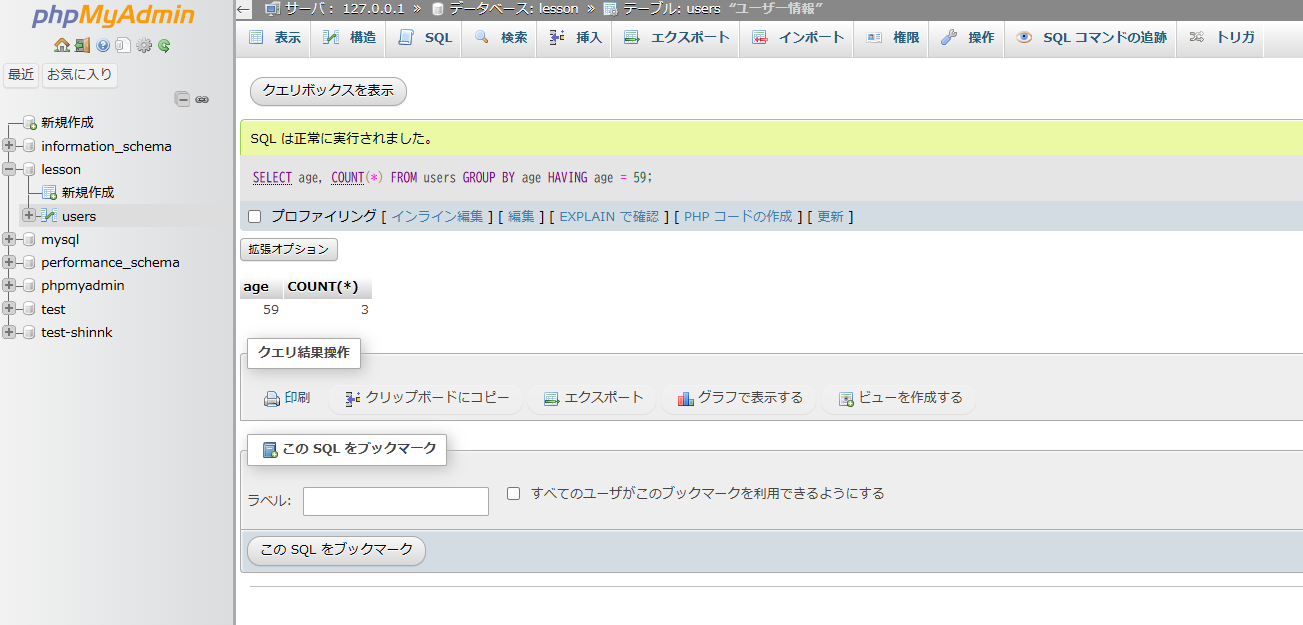 phpMyAdmin
最近 お気に入り
新規作成
information_schema
lesson
新規作成
users
mysql
performance_schema
phpmyadmin
test
test-shinnk
サーバ: 127.0.0.1 » データベース: lesson » テーブル: users “ユーザー情報”
表示 構造 SQL 検索 挿入 エクスポート インポート 権限 操作 SQL コマンドの追跡 トリガ
クエリボックスを表示
SQL は正常に実行されました。
SELECT age, COUNT(*) FROM users GROUP BY age HAVING age = 59;
プロファイリング [ インライン編集 ] [ 編集 ] [ EXPLAIN で確認 ] [ PHP コードの作成 ] [ 更新 ]
拡張オプション
age COUNT(*)
59 3
クエリ結果操作
印刷 クリップボードにコピー エクスポート グラフで表示する ビューを作成する
この SQL をブックマーク
ラベル: すべてのユーザがこのブックマークを利用できるようにする
この SQL をブックマーク